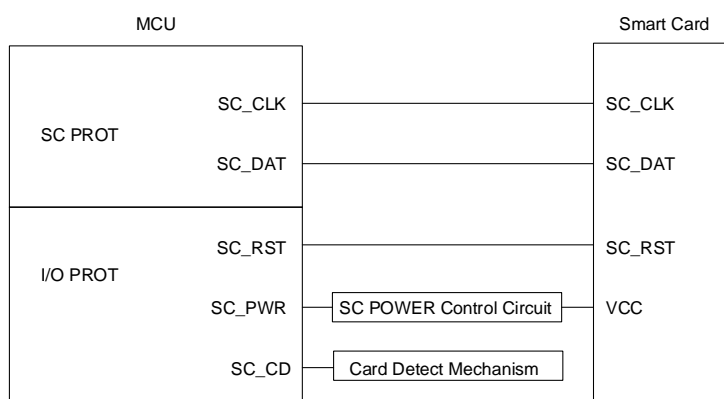 MCU Smart Card
SC_CLK SC_CLK
SC PROT
SC_DAT SC_DAT
SC_RST SC_RST
I/O PROT
SC_PWR SC POWER Control Circuit VCC
SC_CD Card Detect Mechanism